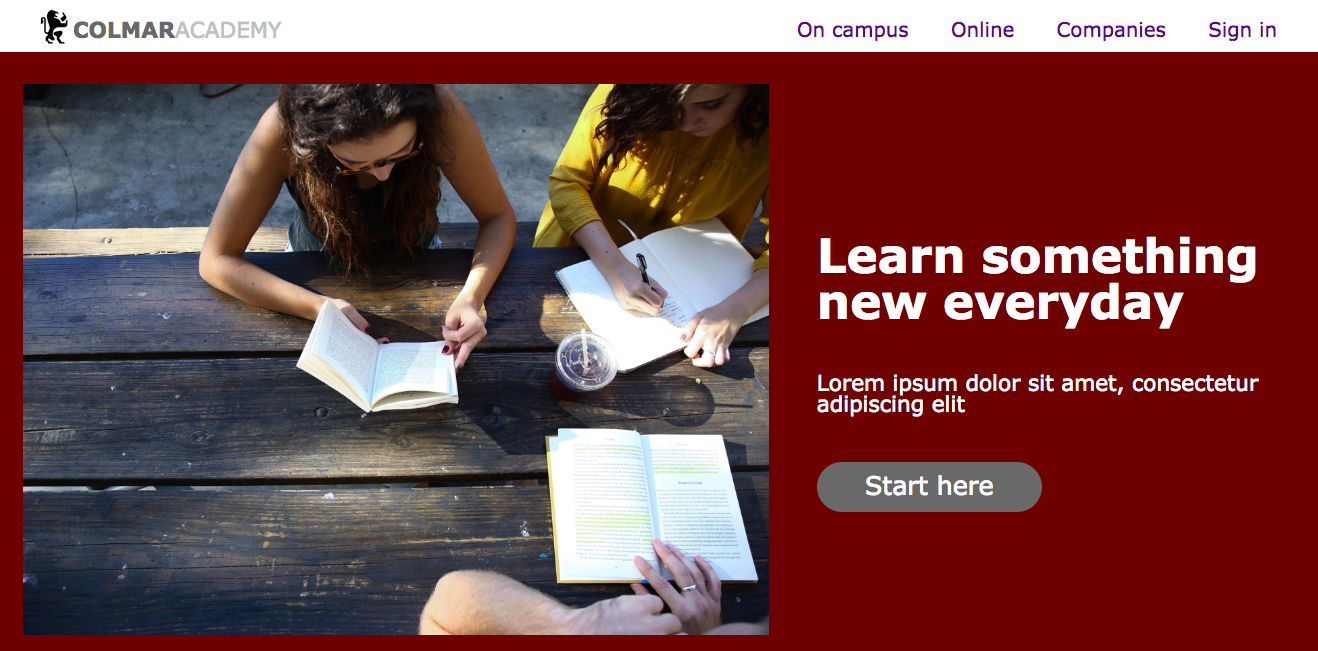 COLMARACADEMY
On campus Online Companies Sign in
Learn something
new everyday
Lorem ipsum dolor sit amet, consectetur
adipiscing elit
Start here